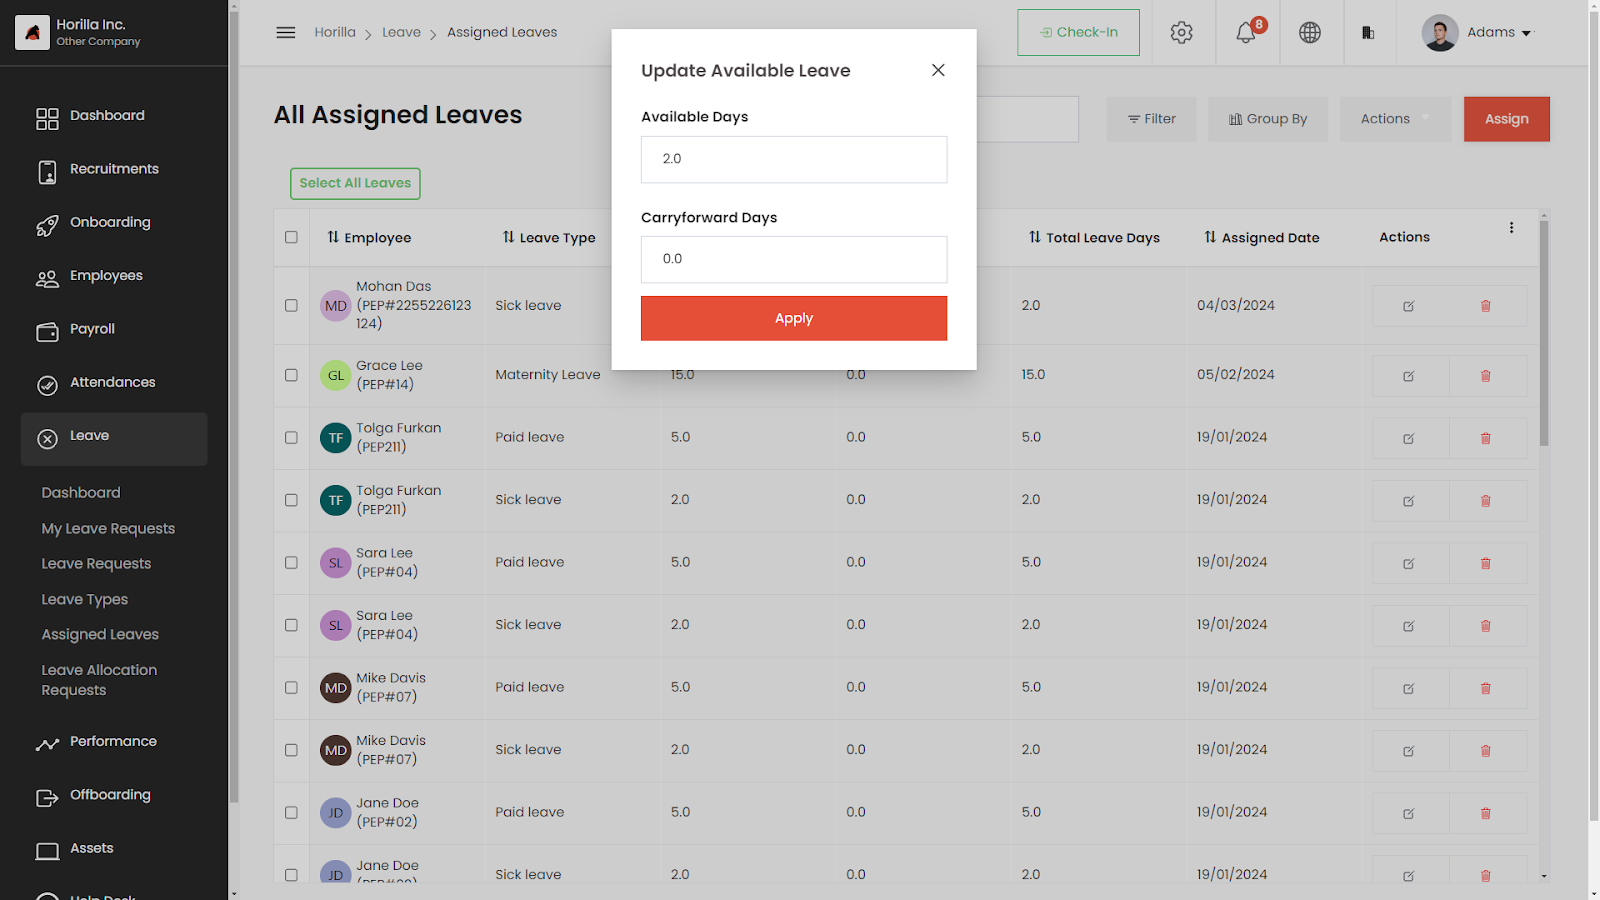 Horilla Inc.
Other Company
Dashboard
Recruitments
Onboarding
Employees
Payroll
Attendances
Leave
Dashboard
My Leave Requests
Leave Requests
Leave Types
Assigned Leaves
Leave Allocation
Requests
Performance
Offboarding
Assets
Help Desk
Horilla > Leave > Assigned Leaves
Check-In
8
Adams
All Assigned Leaves
Filter
Group By
Actions
Assign
Select All Leaves
Update Available Leave
Available Days
2.0
Carryforward Days
0.0
Apply
Employee Leave Type Total Leave Days Assigned Date Actions
MD Mohan Das
(PEP#2255226123
124)
Sick leave 2.0 04/03/2024
GL Grace Lee
(PEP#14)
Maternity Leave 15.0 0.0 15.0 05/02/2024
TF Tolga Furkan
(PEP211)
Paid leave 5.0 0.0 5.0 19/01/2024
TF Tolga Furkan
(PEP211)
Sick leave 2.0 0.0 2.0 19/01/2024
SL Sara Lee
(PEP#04)
Paid leave 5.0 0.0 5.0 19/01/2024
SL Sara Lee
(PEP#04)
Sick leave 2.0 0.0 2.0 19/01/2024
MD Mike Davis
(PEP#07)
Paid leave 5.0 0.0 5.0 19/01/2024
MD Mike Davis
(PEP#07)
Sick leave 2.0 0.0 2.0 19/01/2024
JD Jane Doe
(PEP#02)
Paid leave 5.0 0.0 5.0 19/01/2024
JD Jane Doe
Sick leave 2.0 0.0 2.0 19/01/2024